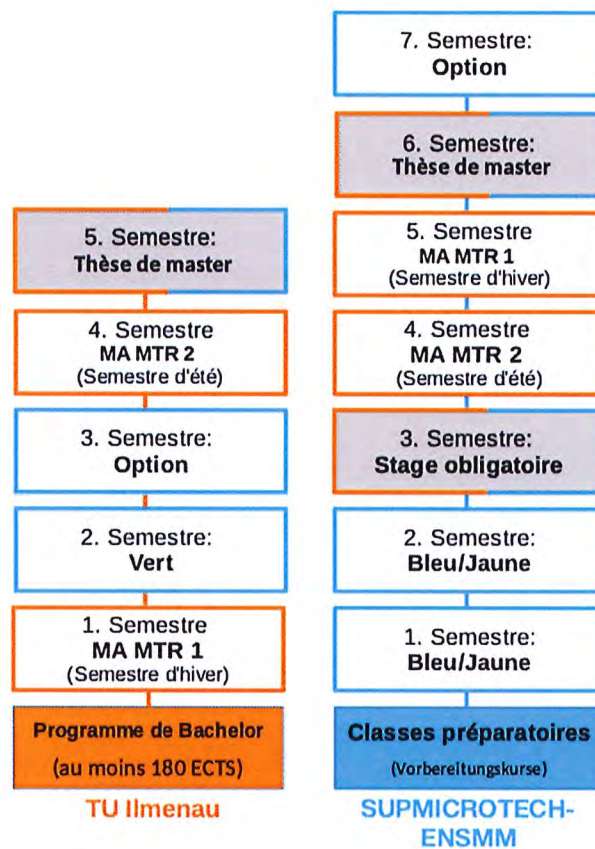 5. Semestre:
Thèse de master
4. Semestre
MA MTR 2
(Semestre d'été)
3. Semestre:
Option
2. Semestre:
Vert
1. Semestre
MA MTR 1
(Semestre d'hiver)
Programme de Bachelor
(au moins 180 ECTS)
TU Ilmenau
7. Semestre:
Option
6. Semestre:
Thèse de master
5. Semestre
MA MTR 1
(Semestre d'hiver)
4. Semestre
MA MTR 2
(Semestre d'été)
3. Semestre:
Stage obligatoire
2. Semestre:
Bleu/Jaune
1. Semestre:
Bleu/Jaune
Classes préparatoires
(Vorbereitungskurse)
SUPMICROTECH-
ENSMM